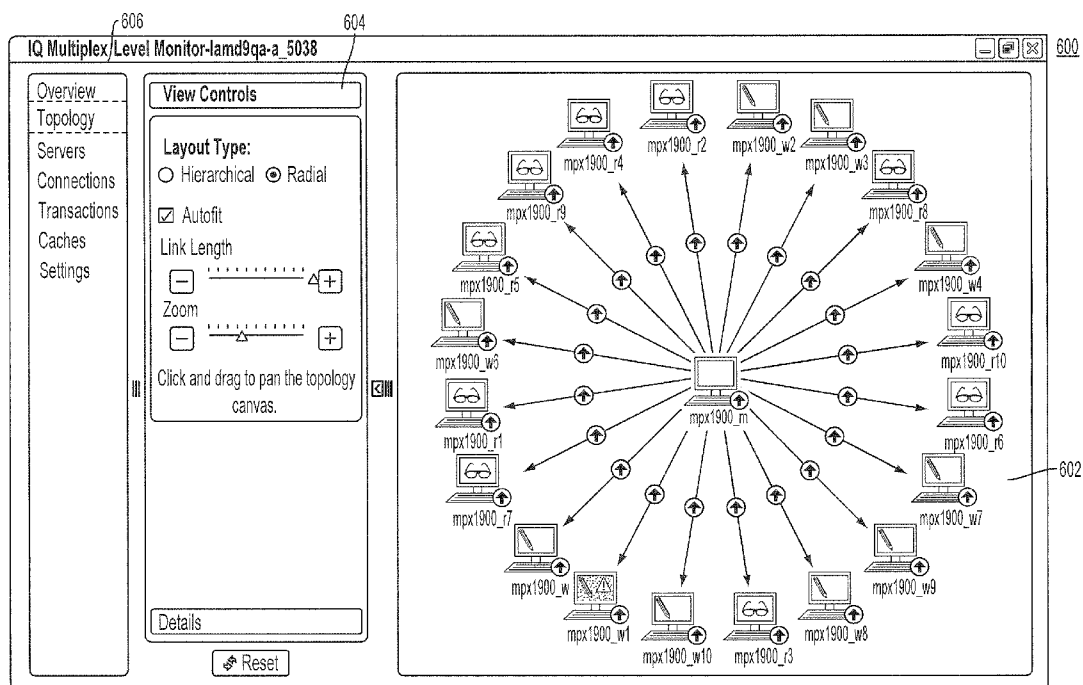 606
604
IQ Multiplex Level Monitor-lamd9qa-a_5038
600
Overview
Topology
Servers
Connections
Transactions
Caches
Settings
View Controls
Layout Type:
Hierarchical
Radial
Autofit
Link Length
Zoom
Click and drag to pan the topology
canvas.
Details
Reset
mpx1900_r4
mpx1900_r2
mpx1900_w2
mpx1900_w3
mpx1900_r9
mpx1900_r8
mpx1900_r5
mpx1900_w4
mpx1900_w6
mpx1900_r10
mpx1900_m
mpx1900_r1
mpx1900_r6
602
mpx1900_r7
mpx1900_w7
mpx1900_w
mpx1900_w9
mpx1900_w1
mpx1900_w10
mpx1900_r3
mpx1900_w8